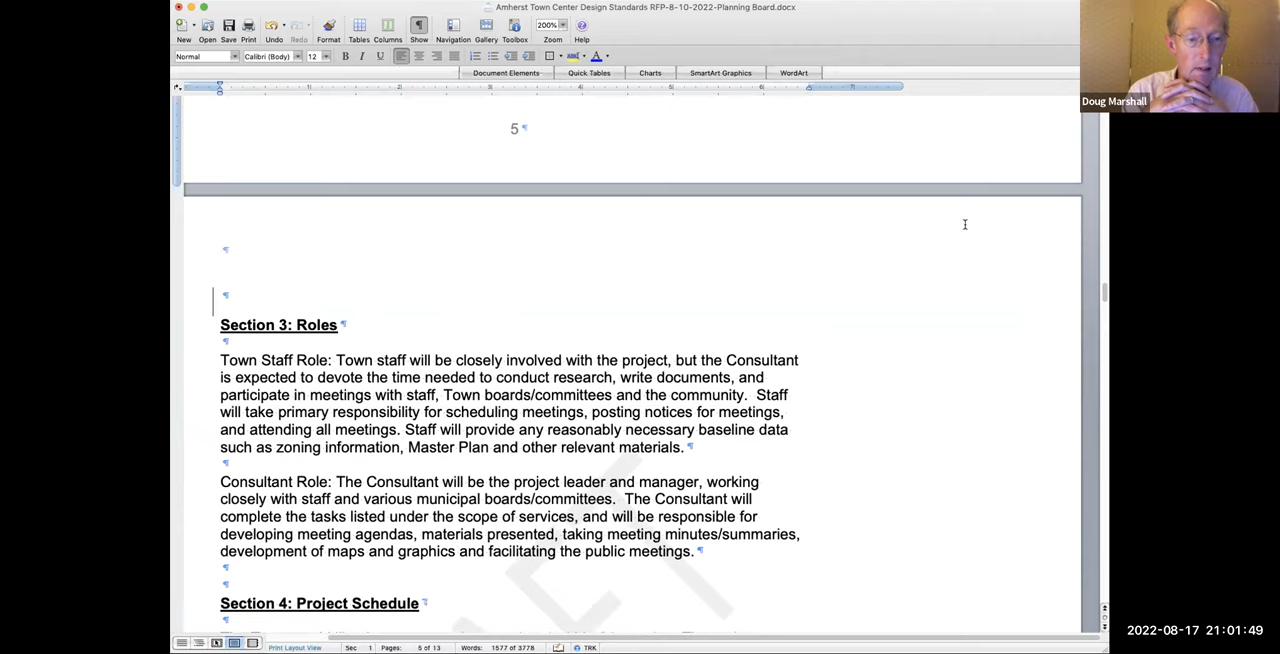 Amherst Town Center Design Standards RFP-8-10-2022-Planning Board.docx
New Open Save Print Undo Redo Format Tables Columns Show Navigation Gallery Toolbox Zoom Help
200%
Normal Calibri (Body) 12 B I U
Document Elements Quick Tables Charts SmartArt Graphics WordArt
Doug Marshall
5
Section 3: Roles
Town Staff Role: Town staff will be closely involved with the project, but the Consultant
is expected to devote the time needed to conduct research, write documents, and
participate in meetings with staff, Town boards/committees and the community.  Staff
will take primary responsibility for scheduling meetings, posting notices for meetings,
and attending all meetings. Staff will provide any reasonably necessary baseline data
such as zoning information, Master Plan and other relevant materials.
Consultant Role: The Consultant will be the project leader and manager, working
closely with staff and various municipal boards/committees.  The Consultant will
complete the tasks listed under the scope of services, and will be responsible for
developing meeting agendas, materials presented, taking meeting minutes/summaries,
development of maps and graphics and facilitating the public meetings.
Section 4: Project Schedule
Print Layout View Sec 1 Pages: 5 of 13 Words: 1577 of 3778 TRK
2022-08-17 21:01:49